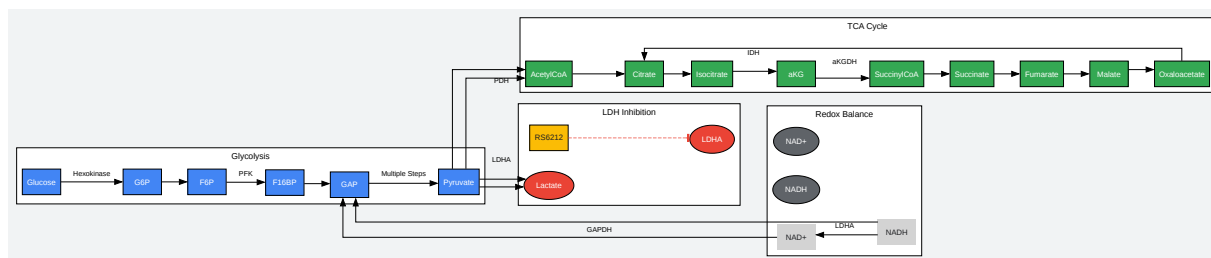 TCA Cycle
IDH
aKGDH
AcetylCoA
Citrate
Isocitrate
aKG
SuccinylCoA
Succinate
Fumarate
Malate
Oxaloacetate
PDH
LDH Inhibition
RS6212
LDHA
Lactate
LDHA
Redox Balance
NAD+
NADH
Glycolysis
Glucose
Hexokinase
G6P
F6P
PFK
F16BP
GAP
Multiple Steps
Pyruvate
GAPDH
NAD+
LDHA
NADH